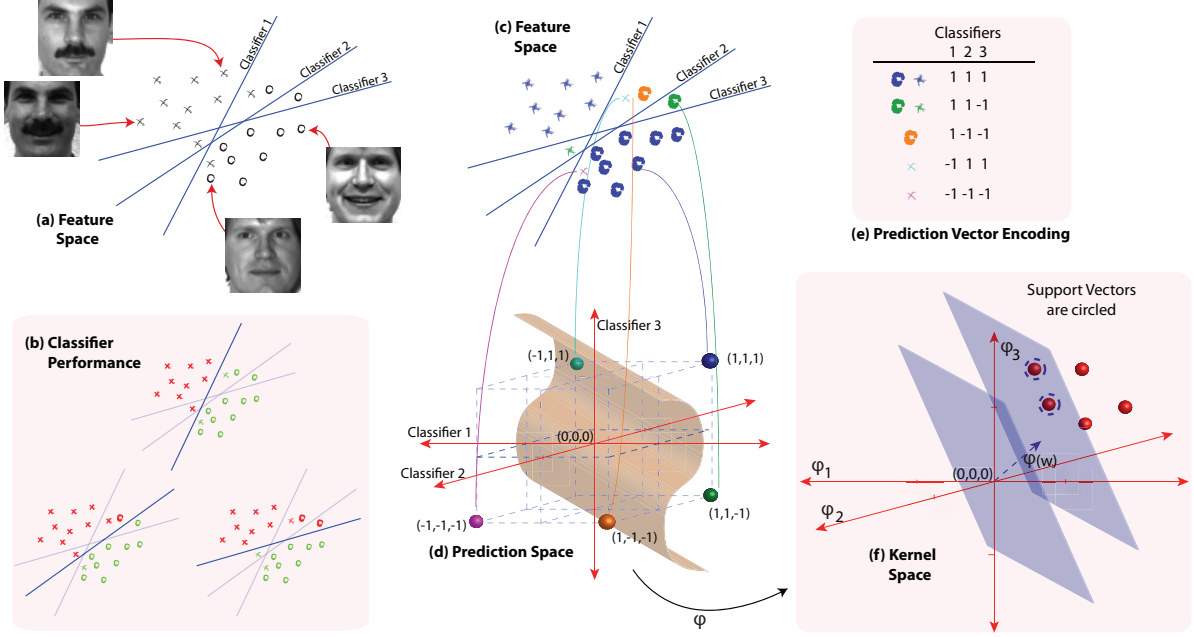 Classifier 1
Classifier 2
Classifier 3
(a) Feature
Space
(b) Classifier
Performance
(c) Feature
Space
Classifier 1
Classifier 2
Classifier 3
Classifier 3
(-1,1,1)
(1,1,1)
Classifier 1
(0,0,0)
Classifier 2
(-1,-1,-1)
(1,1,-1)
(1,-1,-1)
(d) Prediction Space
φ
Classifiers
1 2 3
1 1 1
1 1 -1
1 -1 -1
-1 1 1
-1 -1 -1
(e) Prediction Vector Encoding
Support Vectors
are circled
φ3
φ(w)
(0,0,0)
φ1
φ2
(f) Kernel
Space